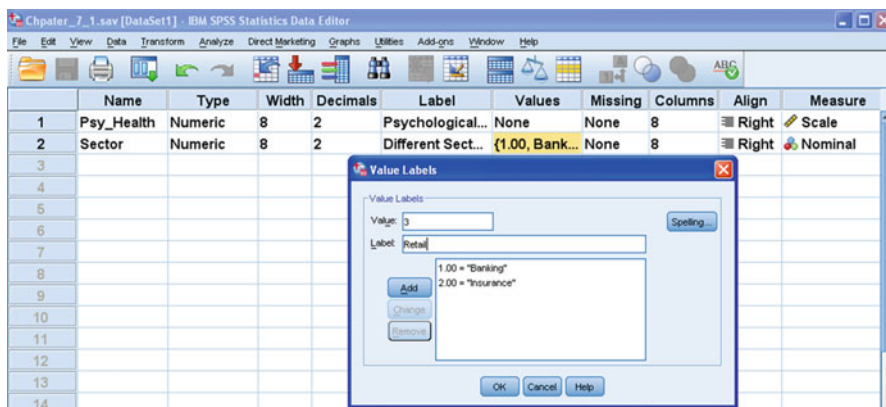 Chpater_7_1.sav [DataSet1] - IBM SPSS Statistics Data Editor
File Edit View Data Transform Analyze Direct Marketing Graphs Utilities Add-ons Window Help
ABC
Name Type Width Decimals Label Values Missing Columns Align Measure
1 Psy_Health Numeric 8 2 Psychological... None None 8 Right Scale
2 Sector Numeric 8 2 Different Sect... {1.00, Bank... None 8 Right Nominal
3
4
5
6
7
8
9
10
11
12
13
14
Value Labels
Value Labels
Value: 3
Spelling...
Label: Retail
1.00 = "Banking"
2.00 = "Insurance"
Add
Change
Remove
OK Cancel Help